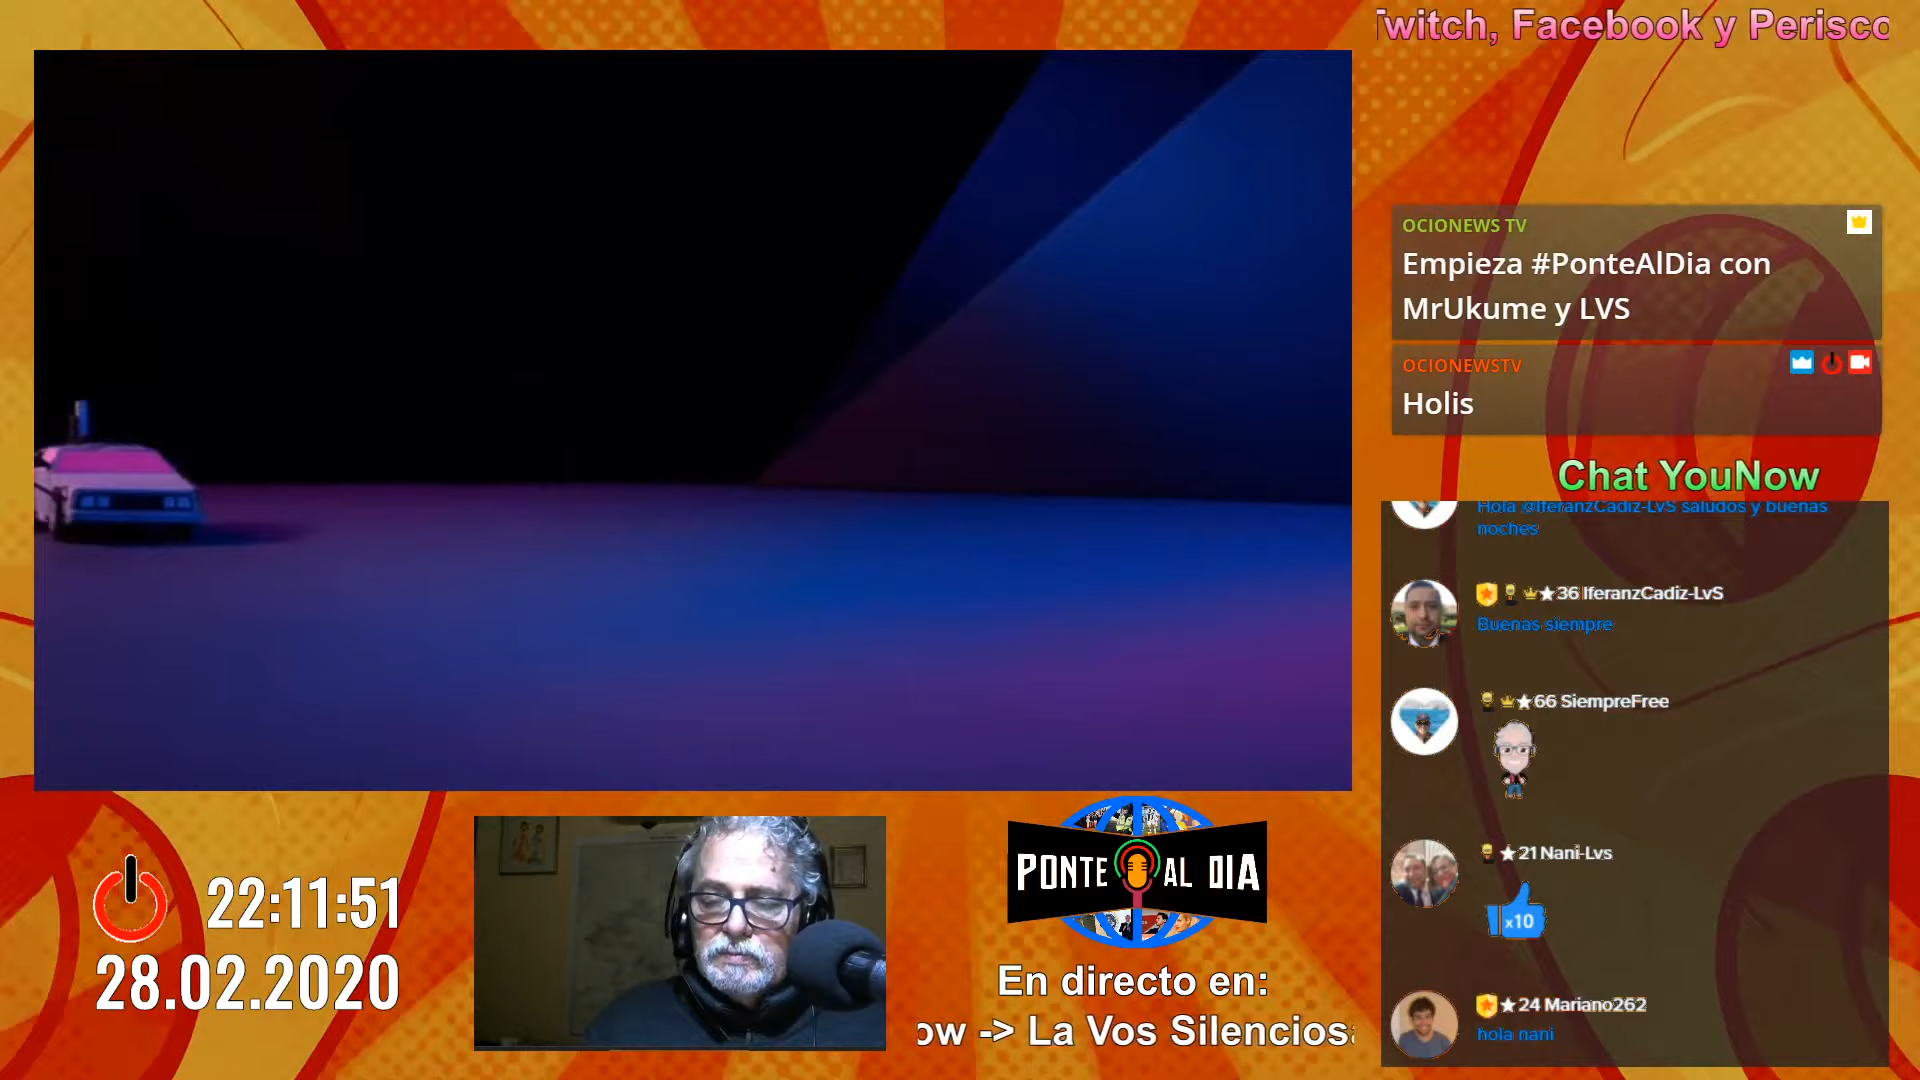 Twitch, Facebook y Perisco
OCIONEWS TV
Empieza #PonteAlDia con
MrUkume y LVS
OCIONEWSTV
Holis
Chat YouNow
Hola @IferanzCadiz-LvS saludos y buenas
noches
36 IferanzCadiz-LvS
Buenas siempre
66 SiempreFree
21 Nani-Lvs
x10
24 Mariano262
hola nani
22:11:51
28.02.2020
PONTE AL DIA
En directo en:
ow -> La Vos Silenciosa